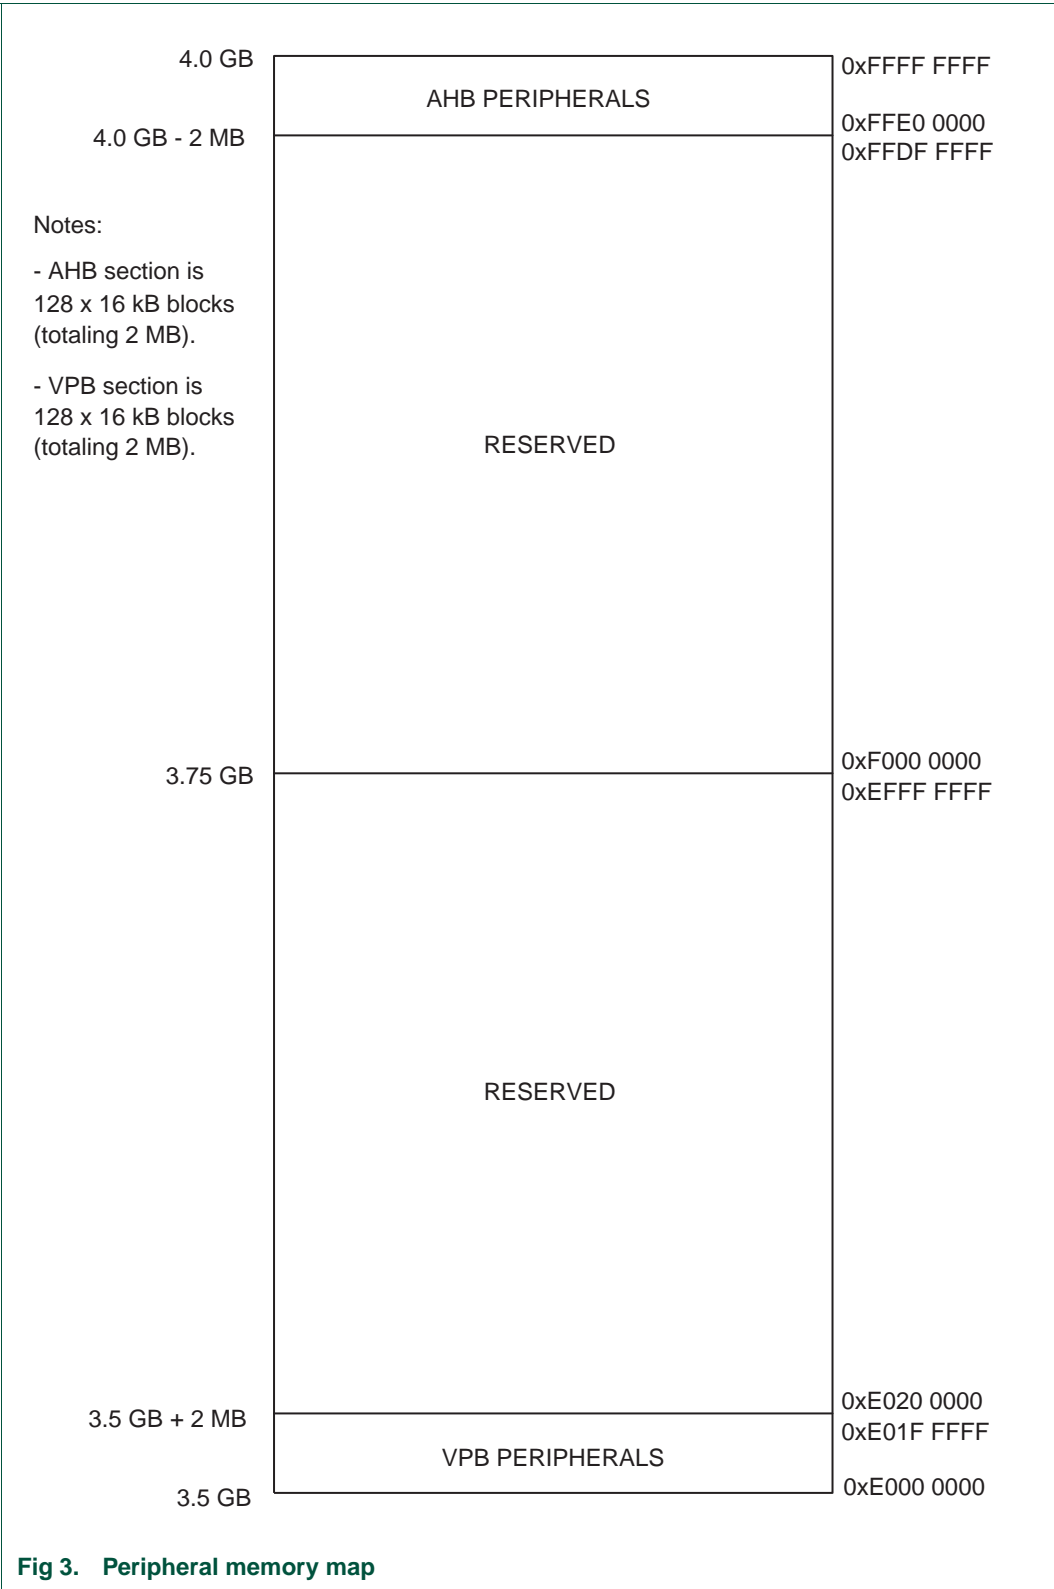 4.0 GB
0xFFFF FFFF
AHB PERIPHERALS
0xFFE0 0000
4.0 GB - 2 MB
0xFFDF FFFF
Notes:
- AHB section is
128 x 16 kB blocks
(totaling 2 MB).
- VPB section is
128 x 16 kB blocks
(totaling 2 MB).
RESERVED
0xF000 0000
3.75 GB
0xEFFF FFFF
RESERVED
0xE020 0000
3.5 GB + 2 MB
0xE01F FFFF
VPB PERIPHERALS
0xE000 0000
3.5 GB
Fig 3. Peripheral memory map